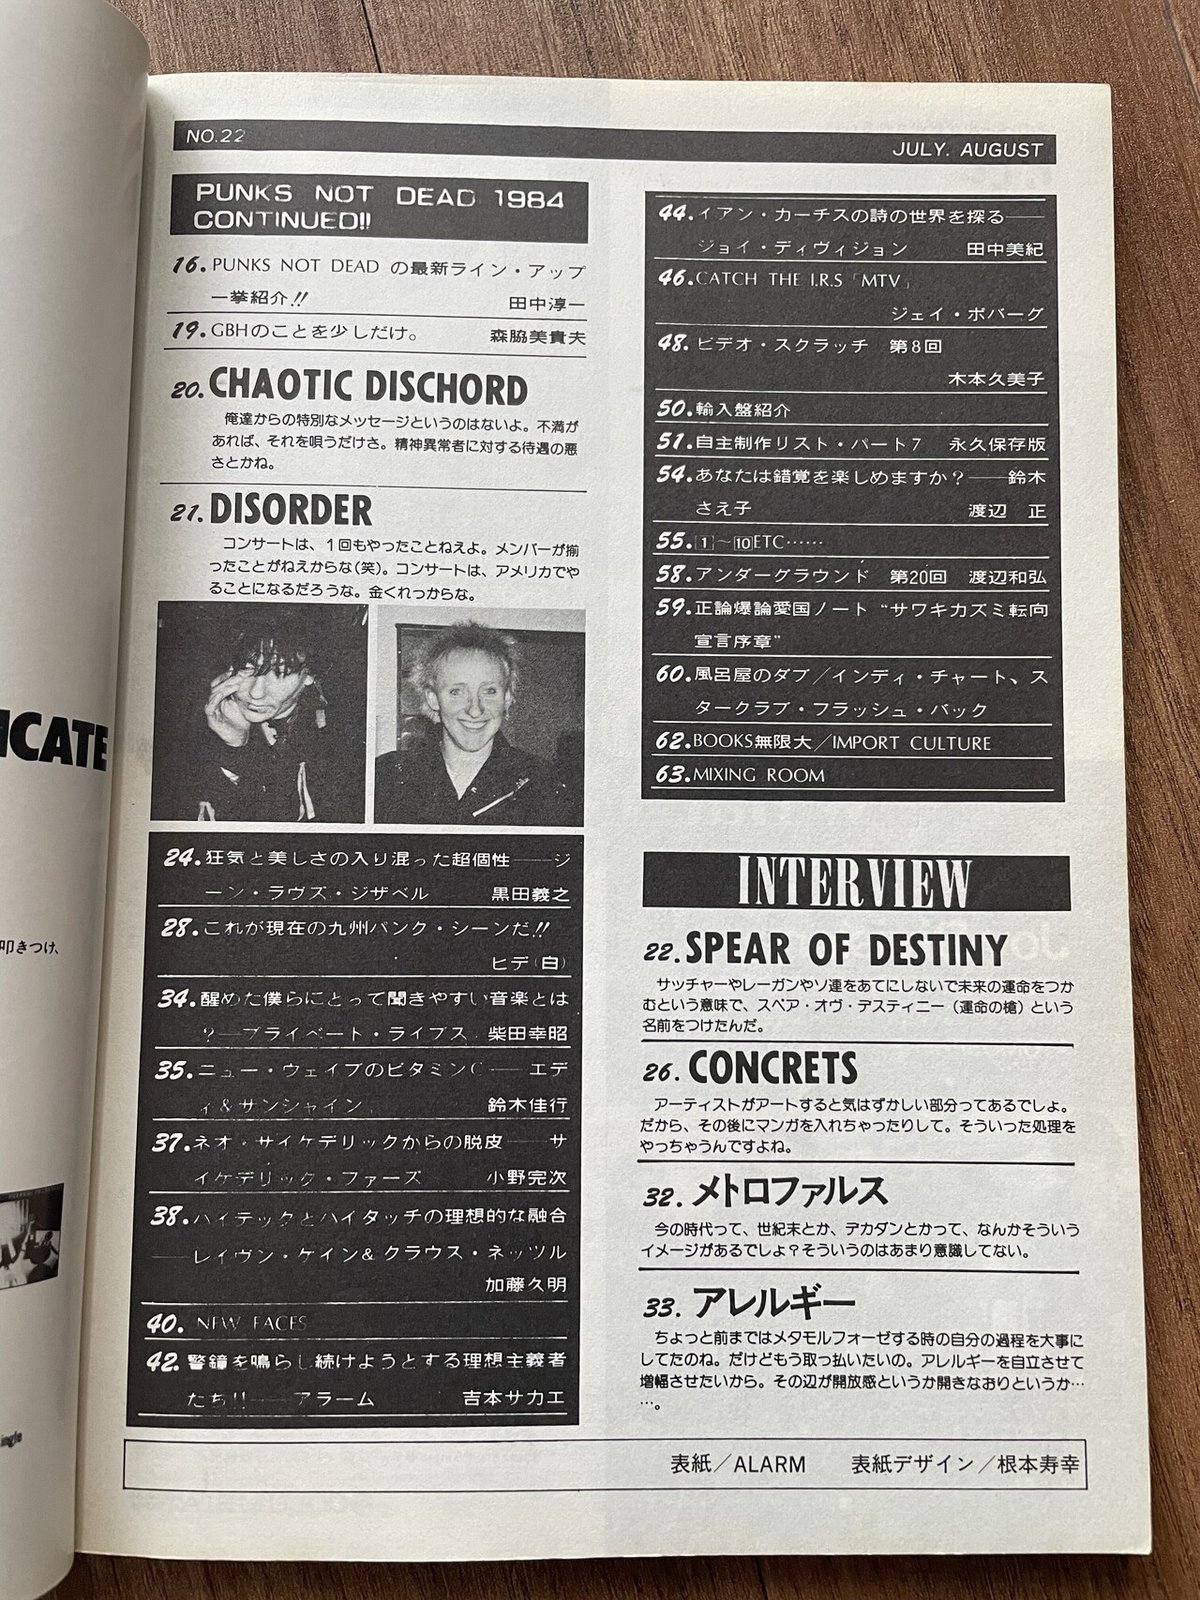 NO.22
JULY. AUGUST
PUNKS NOT DEAD 1984
CONTINUED!!
16.PUNKS NOT DEAD の最新ライン・アップ
一挙紹介!! 田中淳一
19.GBHのことを少しだけ。 森脇美貴夫
20.CHAOTIC DISCHORD
俺達からの特別なメッセージというのはないよ。不満が
あれば、それを唄うだけさ。精神異常者に対する待遇の悪
さとかね。
21.DISORDER
コンサートは、1回もやったことねえよ。メンバーが揃
ったことがねえからな(笑)。コンサートは、アメリカでや
ることになるだろうな。金くれっからな。
24.狂気と美しさの入り混った超個性——ジ
ーン・ラヴズ・ジザベル 黒田義之
28.これが現在の九州パンク・シーンだ!!
ヒデ(白)
34.醒めた僕らにとって聞きやすい音楽とは
？—プライベート・ライブス 柴田幸昭
35.ニュー・ウェイブのビタミンC——エデ
ィ&サンシャイン 鈴木佳行
37.ネオ・サイケデリックからの脱皮——サ
イケデリック・ファーズ 小野完次
38.ハイテックとハイタッチの理想的な融合
——レイヴン・ケイン&クラウス・ネッツル
加藤久明
40. NEW FACES
42.警鐘を鳴らし続けようとする理想主義者
たち!!——アラーム 吉本サカエ
44.イアン・カーチスの詩の世界を探る——
ジョイ・ディヴィジョン 田中美紀
46.CATCH THE I.R.S「MTV」
ジェイ・ボバーグ
48.ビデオ・スクラッチ 第8回
木本久美子
50.輸入盤紹介
51.自主制作リスト・パート7 永久保存版
54.あなたは錯覚を楽しめますか？——鈴木
さえ子 渡辺 正
55.1～10ETC……
58.アンダーグラウンド 第20回 渡辺和弘
59.正論爆論愛国ノート “サワキカズミ転向
宣言序章”
60.風呂屋のダブ／インディ・チャート、ス
タークラブ・フラッシュ・バック
62.BOOKS無限大／IMPORT CULTURE
63.MIXING ROOM
INTERVIEW
22.SPEAR OF DESTINY
サッチャーやレーガンやソ連をあてにしないで未来の運命をつか
むという意味で、スペア・オヴ・デスティニー（運命の槍）という
名前をつけたんだ。
26.CONCRETS
アーティストがアートすると気はずかしい部分ってあるでしょ。
だから、その後にマンガを入れちゃったりして。そういった処理を
やっちゃうんですよね。
32.メトロファルス
今の時代って、世紀末とか、デカダンとかって、なんかそういう
イメージがあるでしょ？そういうのはあまり意識してない。
33.アレルギー
ちょっと前まではメタモルフォーゼする時の自分の過程を大事に
してたのね。だけどもう取っ払いたいの。アレルギーを自立させて
増幅させたいから。その辺が開放感というか開きなおりというか…
…。
表紙／ALARM 表紙デザイン／根本寿幸
ICATE
叩きつけ、